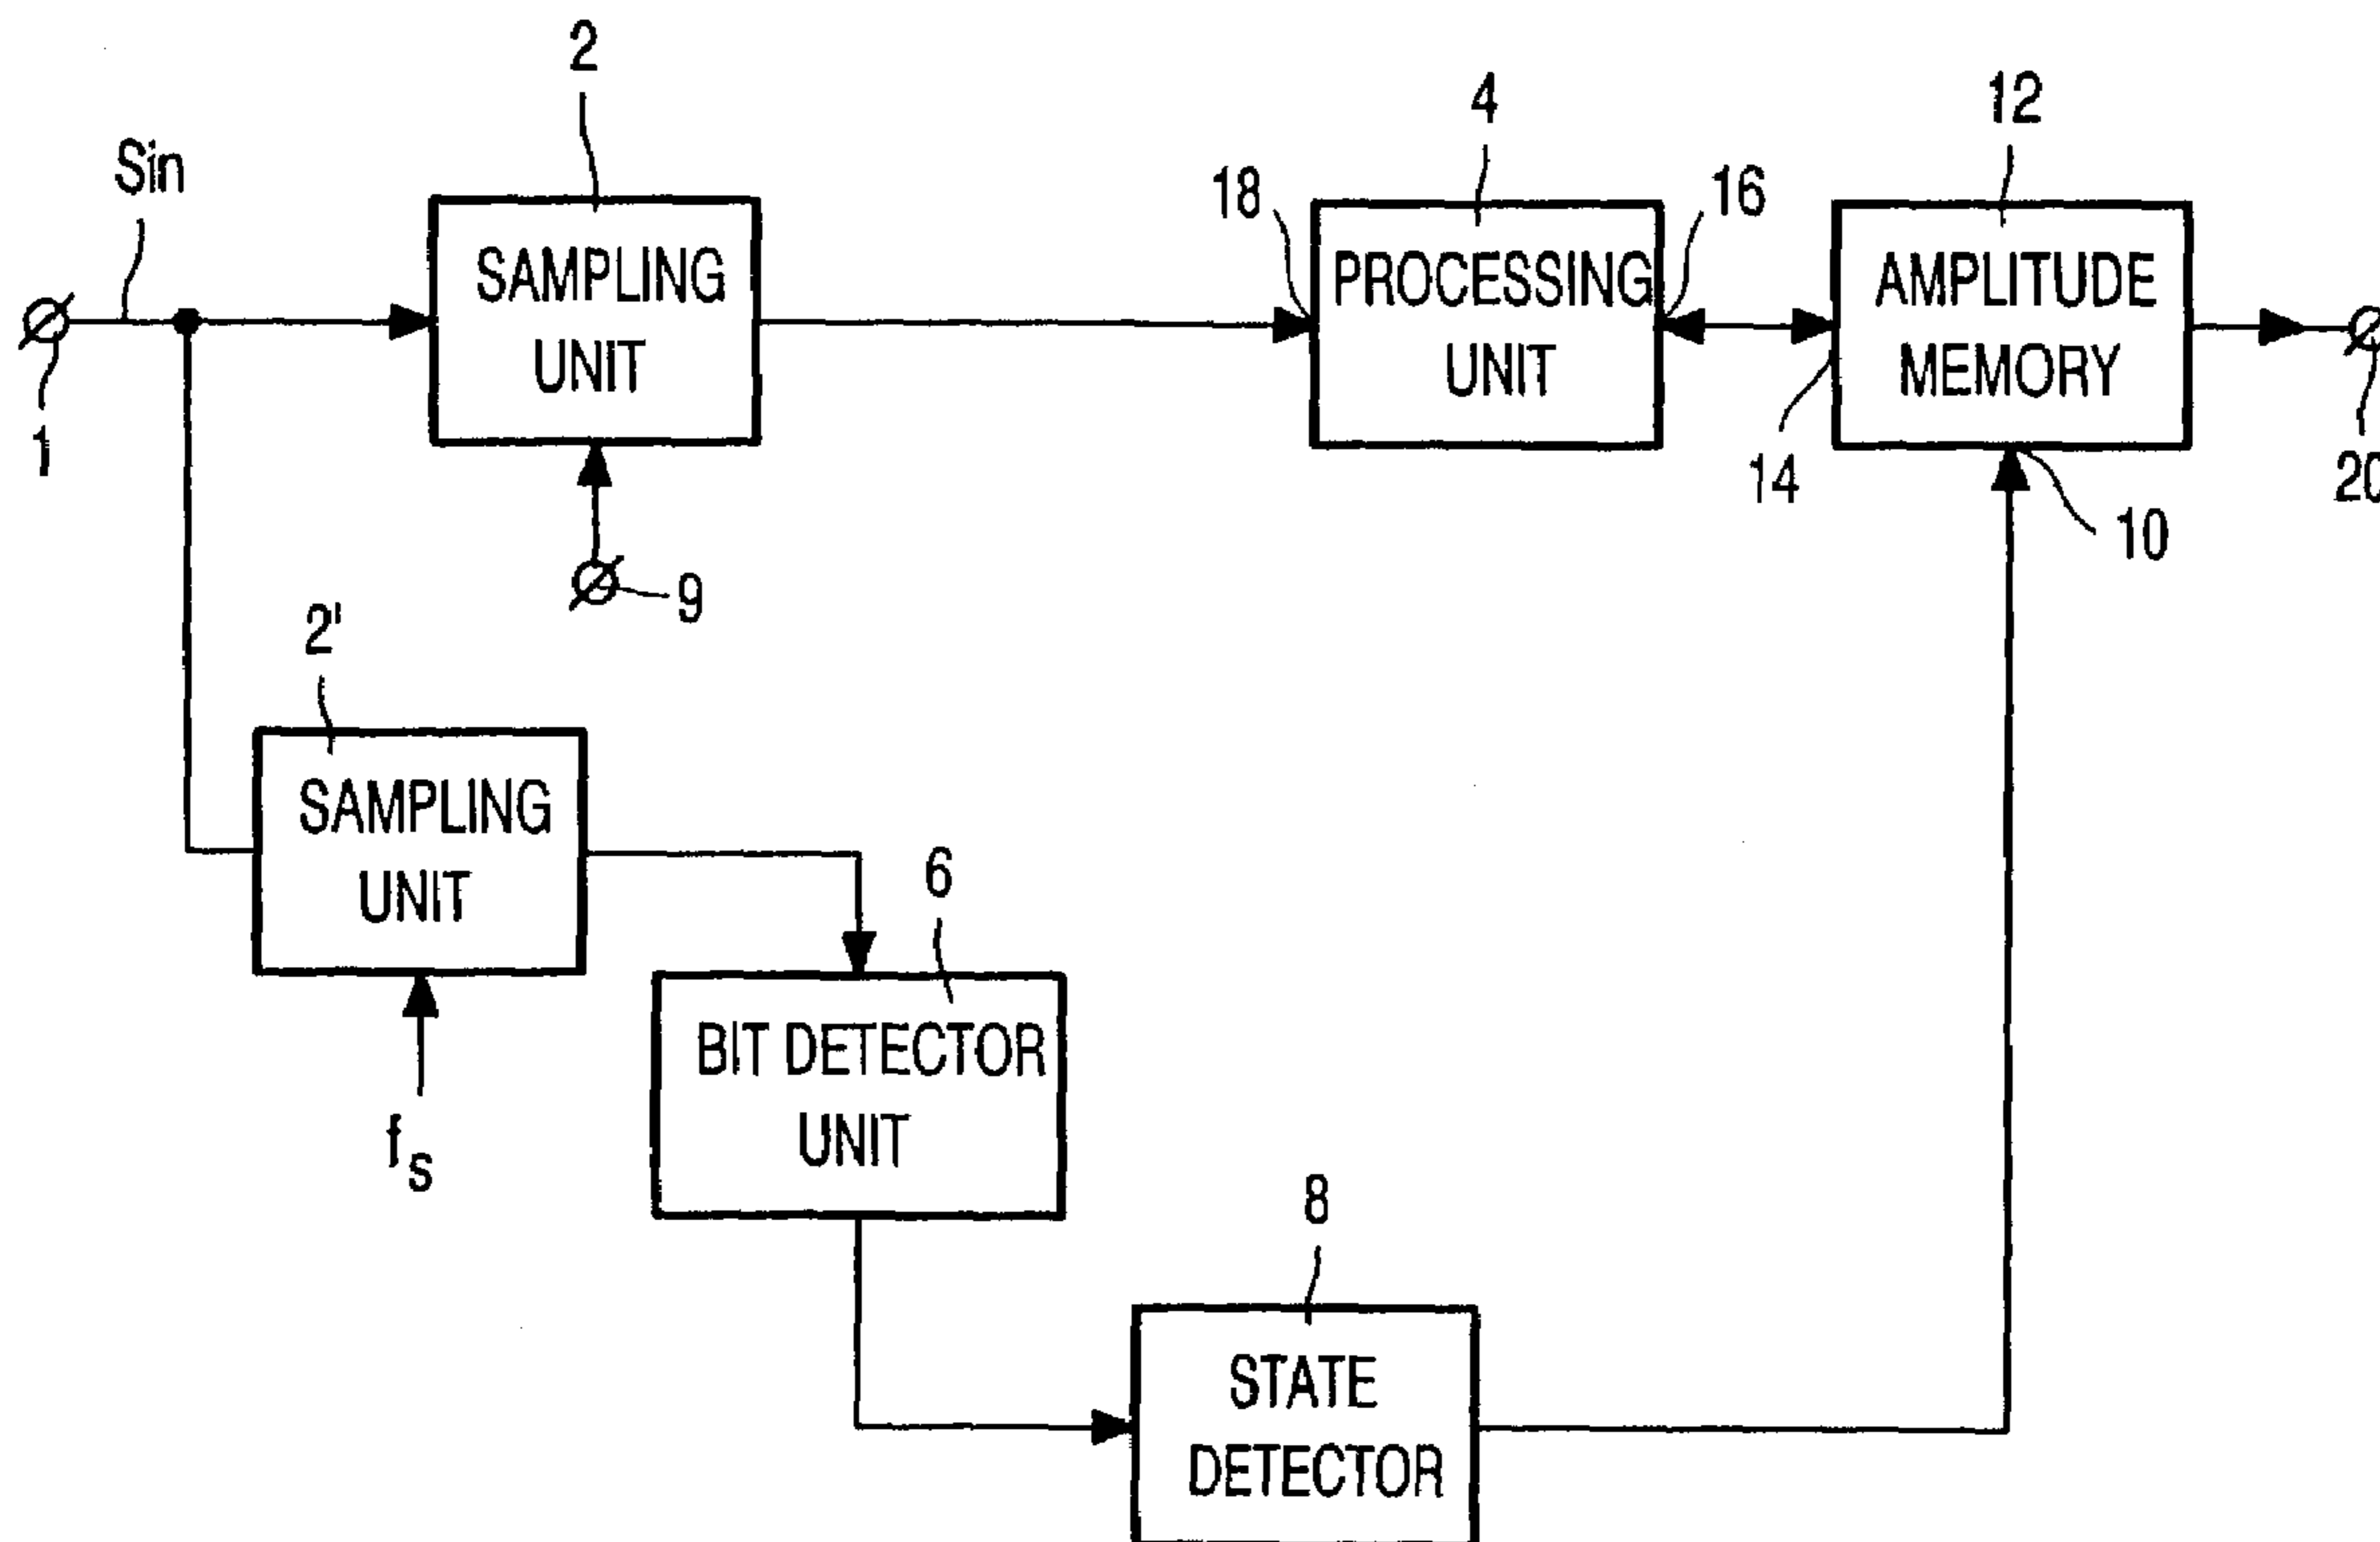 2
4
12
Sin
18
16
SAMPLING
UNIT
PROCESSING
UNIT
AMPLITUDE
MEMORY
1
14
20
10
9
2'
SAMPLING
UNIT
6
BIT DETECTOR
UNIT
fs
8
STATE
DETECTOR